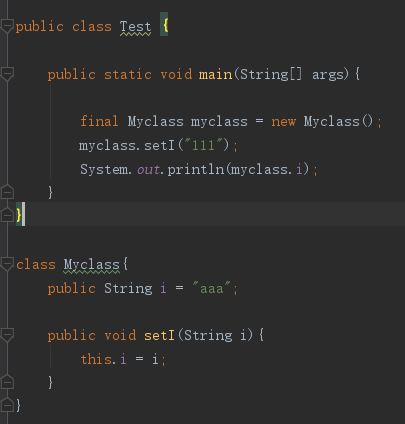 public class Test {
public static void main(String[] args){
final Myclass myclass = new Myclass();
myclass.setI("111");
System.out.println(myclass.i);
}
}
class Myclass{
public String i = "aaa";
public void setI(String i){
this.i = i;
}
}